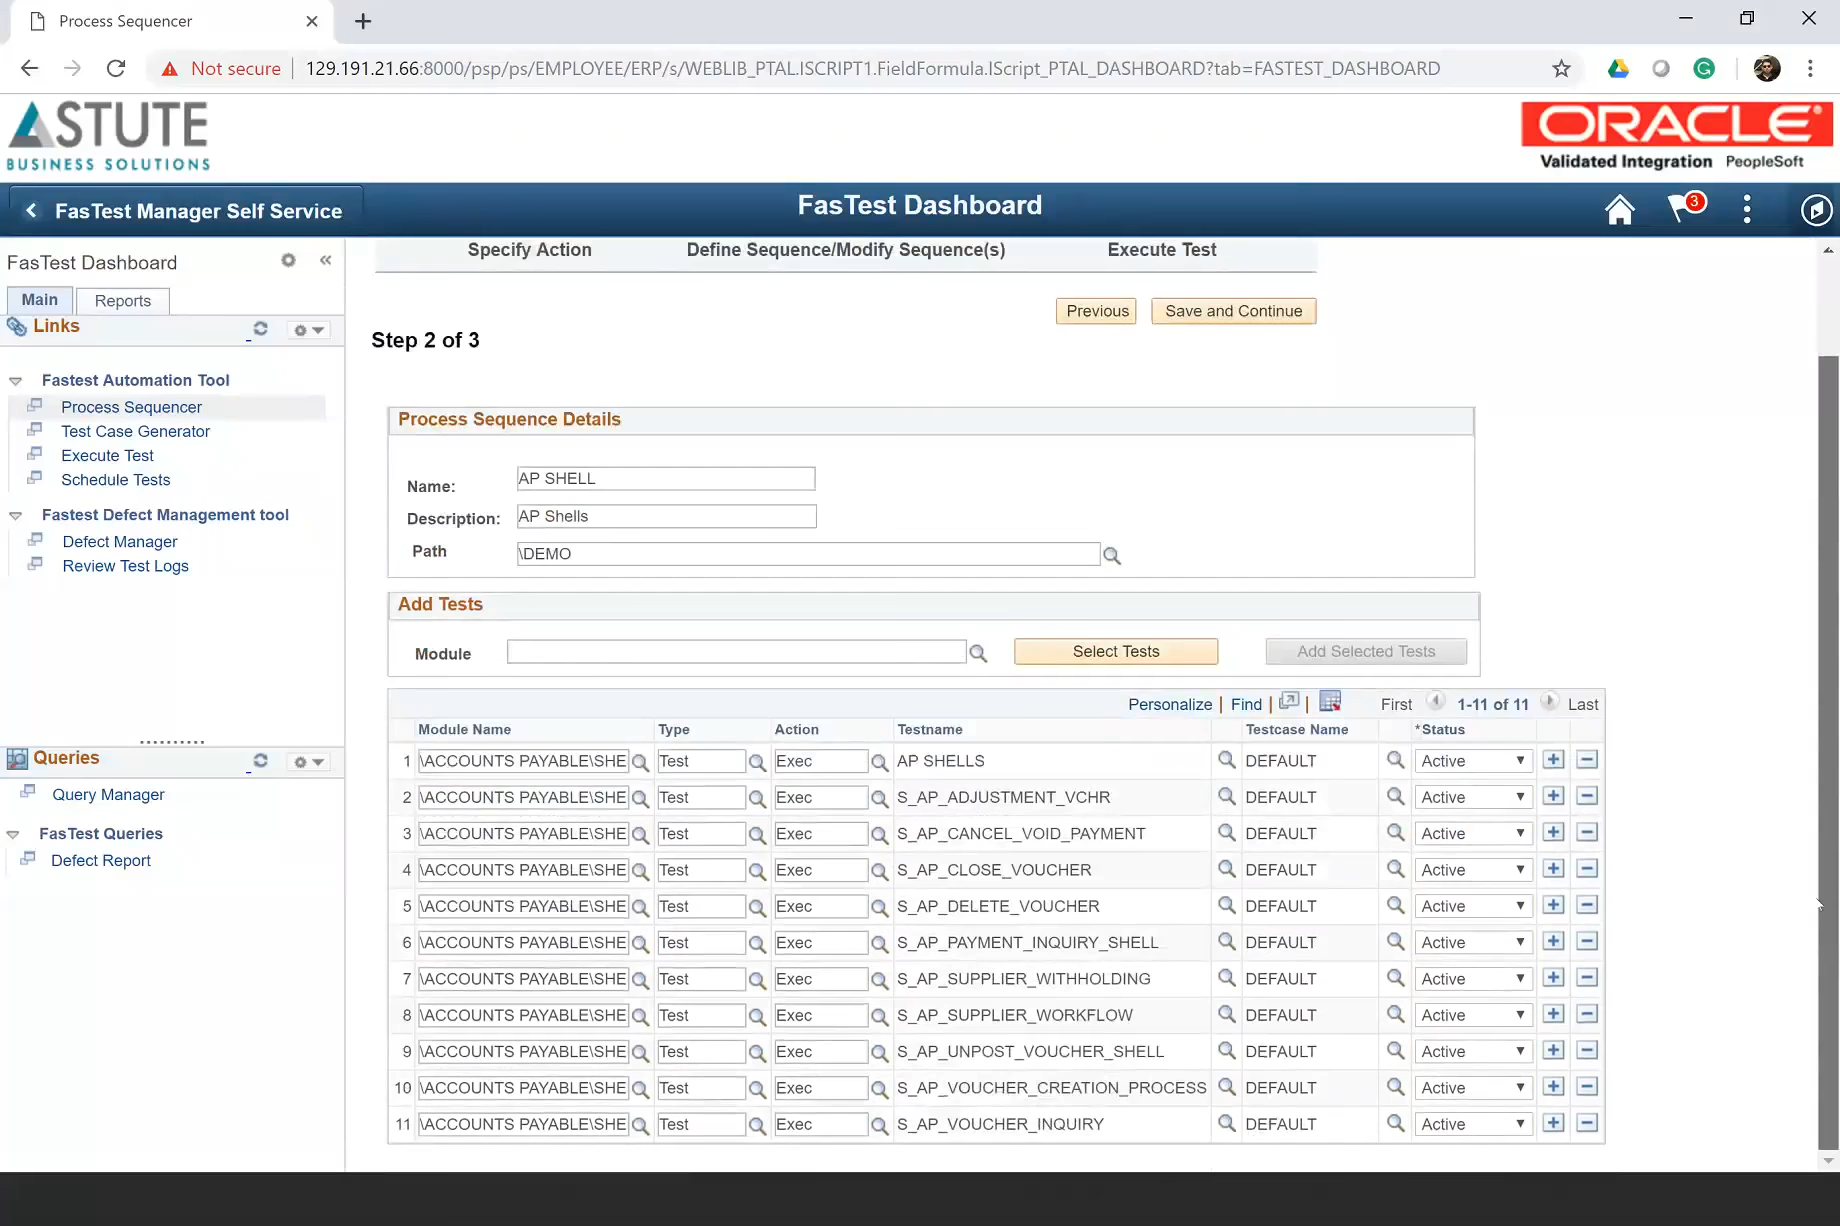 Process Sequencer
Not secure 129.191.21.66:8000/psp/ps/EMPLOYEE/ERP/s/WEBLIB_PTAL.ISCRIPT1.FieldFormula.IScript_PTAL_DASHBOARD?tab=FASTEST_DASHBOARD
ASTUTE
BUSINESS SOLUTIONS
ORACLE
Validated Integration PeopleSoft
FasTest Manager Self Service
FasTest Dashboard
3
FasTest Dashboard
Main Reports
Links
Fastest Automation Tool
Process Sequencer
Test Case Generator
Execute Test
Schedule Tests
Fastest Defect Management tool
Defect Manager
Review Test Logs
Queries
Query Manager
FasTest Queries
Defect Report
Specify Action Define Sequence/Modify Sequence(s) Execute Test
Previous Save and Continue
Step 2 of 3
Process Sequence Details
Name: AP SHELL
Description: AP Shells
Path \DEMO
Add Tests
Module Select Tests Add Selected Tests
Personalize | Find | | First 1-11 of 11 Last
Module Name Type Action Testname Testcase Name *Status
1 \ACCOUNTS PAYABLE\SHE Test Exec AP SHELLS DEFAULT Active
2 \ACCOUNTS PAYABLE\SHE Test Exec S_AP_ADJUSTMENT_VCHR DEFAULT Active
3 \ACCOUNTS PAYABLE\SHE Test Exec S_AP_CANCEL_VOID_PAYMENT DEFAULT Active
4 \ACCOUNTS PAYABLE\SHE Test Exec S_AP_CLOSE_VOUCHER DEFAULT Active
5 \ACCOUNTS PAYABLE\SHE Test Exec S_AP_DELETE_VOUCHER DEFAULT Active
6 \ACCOUNTS PAYABLE\SHE Test Exec S_AP_PAYMENT_INQUIRY_SHELL DEFAULT Active
7 \ACCOUNTS PAYABLE\SHE Test Exec S_AP_SUPPLIER_WITHHOLDING DEFAULT Active
8 \ACCOUNTS PAYABLE\SHE Test Exec S_AP_SUPPLIER_WORKFLOW DEFAULT Active
9 \ACCOUNTS PAYABLE\SHE Test Exec S_AP_UNPOST_VOUCHER_SHELL DEFAULT Active
10 \ACCOUNTS PAYABLE\SHE Test Exec S_AP_VOUCHER_CREATION_PROCESS DEFAULT Active
11 \ACCOUNTS PAYABLE\SHE Test Exec S_AP_VOUCHER_INQUIRY DEFAULT Active